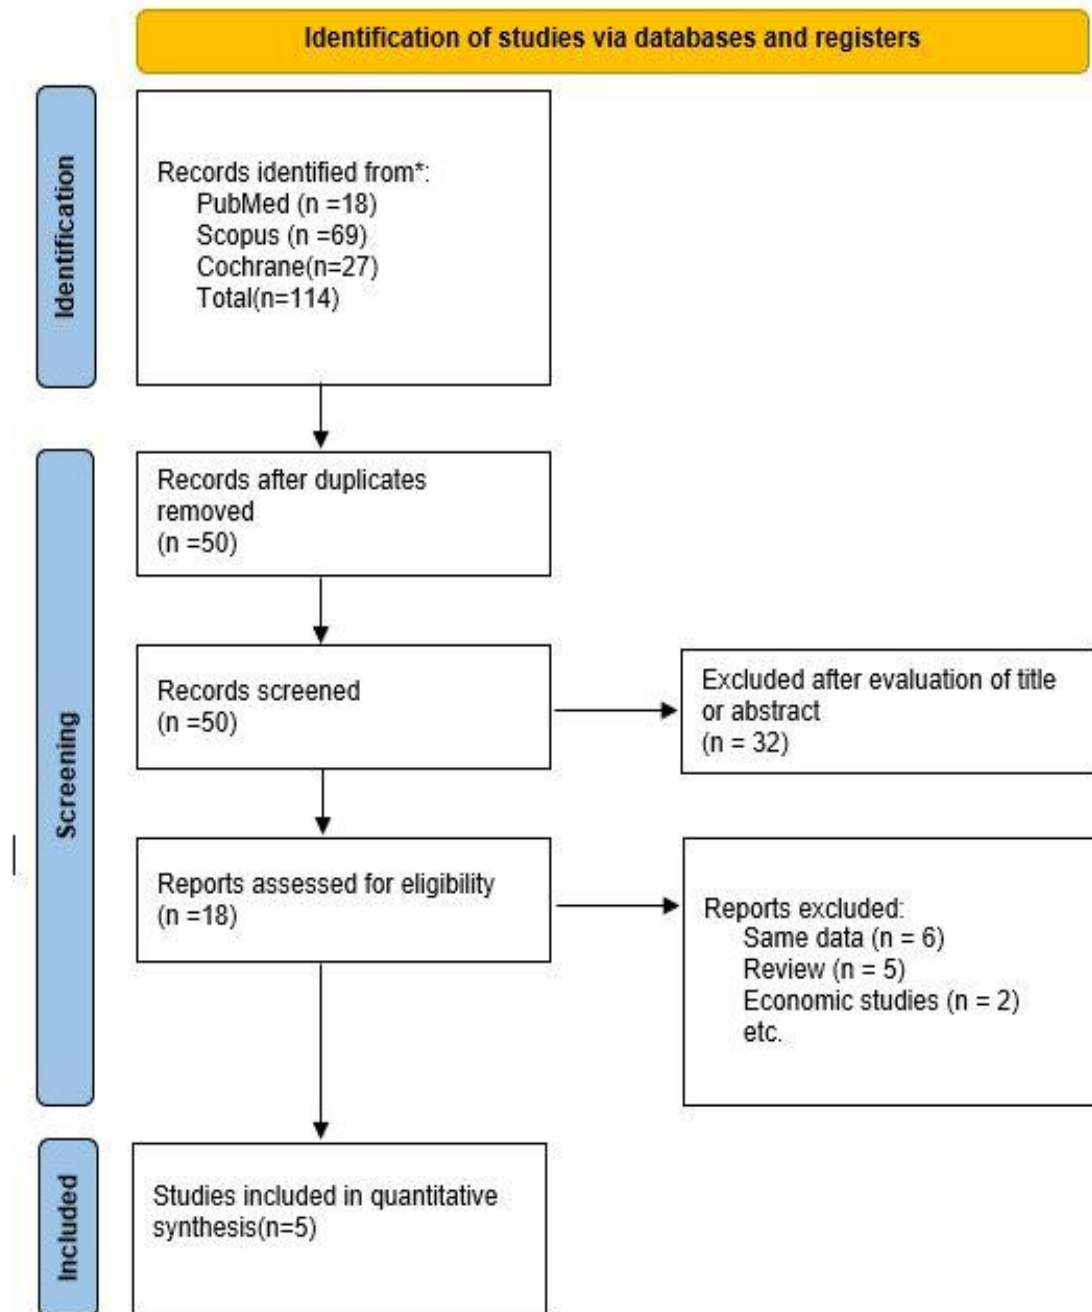 Identification of studies via databases and registers
Identification
Records identified from*:
PubMed (n =18)
Scopus (n =69)
Cochrane(n=27)
Total(n=114)
Screening
Records after duplicates
removed
(n =50)
Records screened
(n =50)
Excluded after evaluation of title
or abstract
(n = 32)
Reports assessed for eligibility
(n =18)
Reports excluded:
Same data (n = 6)
Review (n = 5)
Economic studies (n = 2)
etc.
Included
Studies included in quantitative
synthesis(n=5)